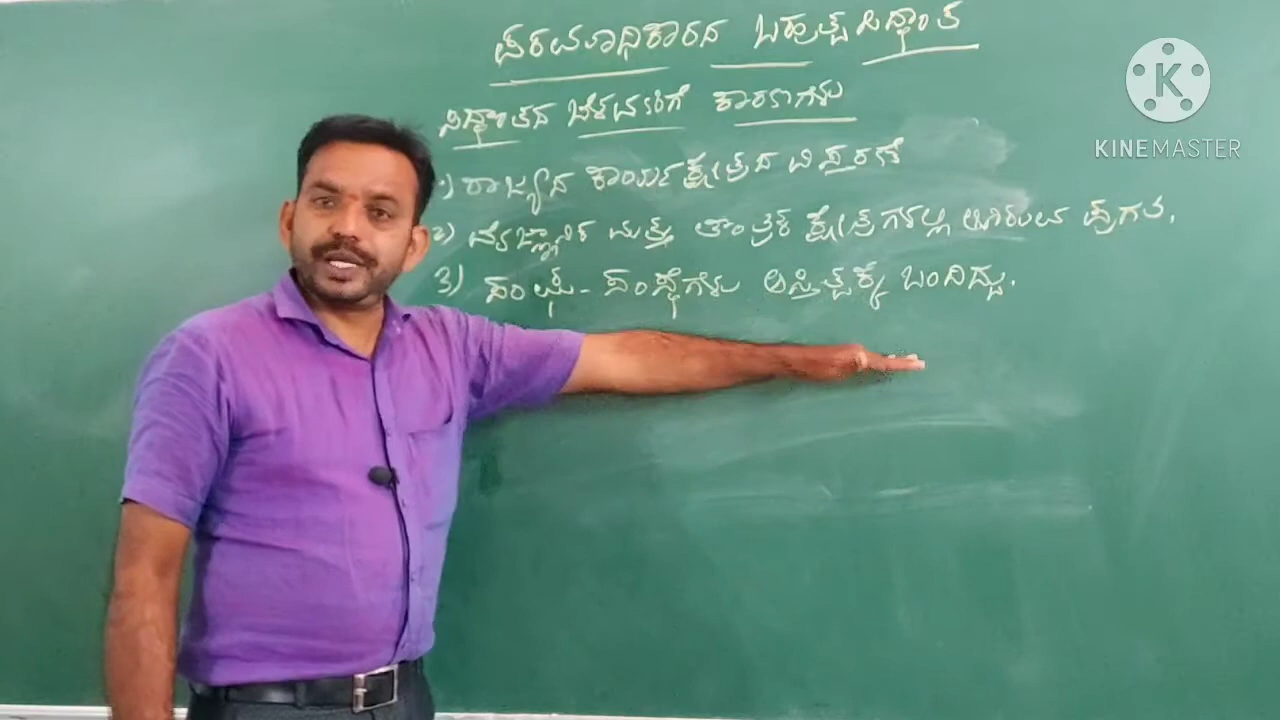 ಪರಮಾಧಿಕಾರದ ಬಹುತ್ವ ಸಿದ್ಧಾಂತ
ಸಿದ್ಧಾಂತದ ಬೆಳವಣಿಗೆಗೆ ಕಾರಣಗಳು
1) ರಾಜ್ಯದ ಕಾರ್ಯಕ್ಷೇತ್ರದ ವಿಸ್ತರಣೆ
2) ವೈಜ್ಞಾನಿಕ ಮತ್ತು ತಾಂತ್ರಿಕ ಕ್ಷೇತ್ರಗಳಲ್ಲಿ ಆಗಿರುವ ಪ್ರಗತಿ.
3) ಸಂಘ - ಸಂಸ್ಥೆಗಳು ಅಸ್ತಿತ್ವಕ್ಕೆ ಬಂದಿದ್ದು.
KINEMASTER